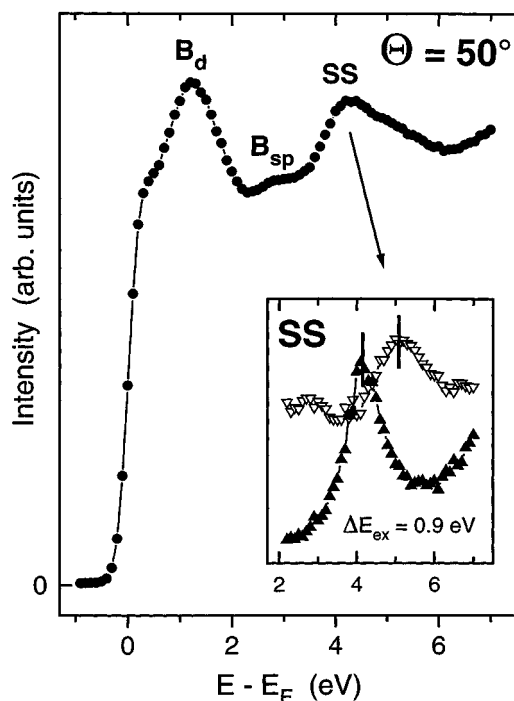 Θ = 50°
B_d
SS
B_sp
Intensity (arb. units)
SS
ΔE_ex = 0.9 eV
2 4 6
0
0 2 4 6
E - E_F (eV)